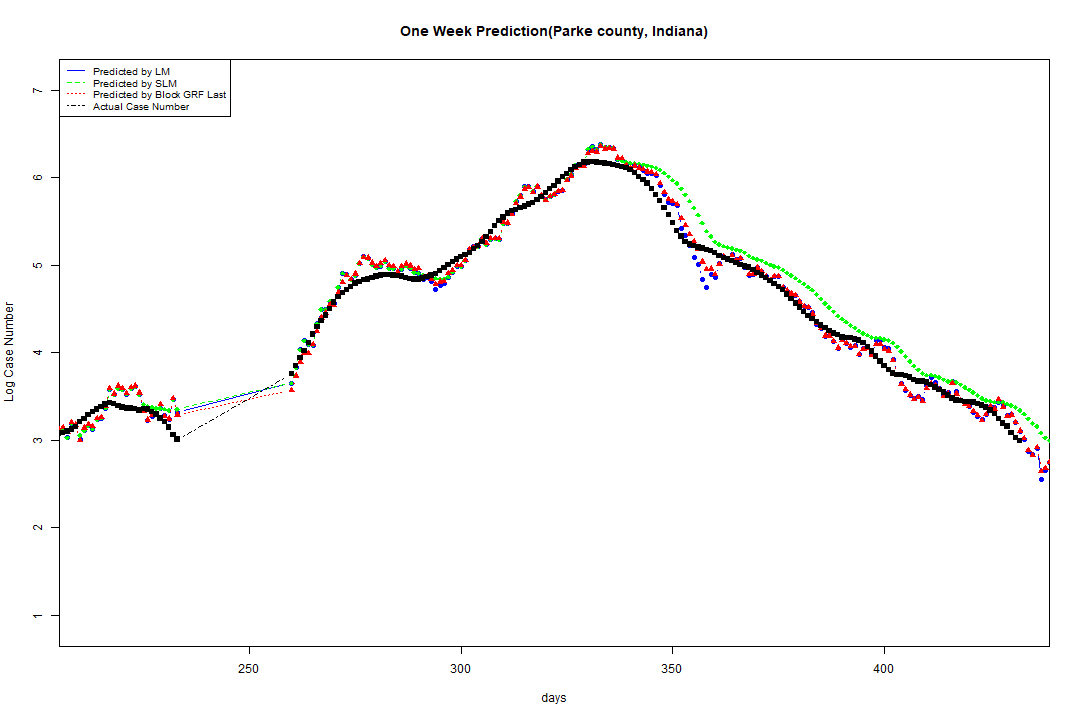 One Week Prediction(Parke county, Indiana)
Predicted by LM
Predicted by SLM
Predicted by Block GRF Last
Actual Case Number
7
6
5
4
3
2
1
Log Case Number
250 300 350 400
days